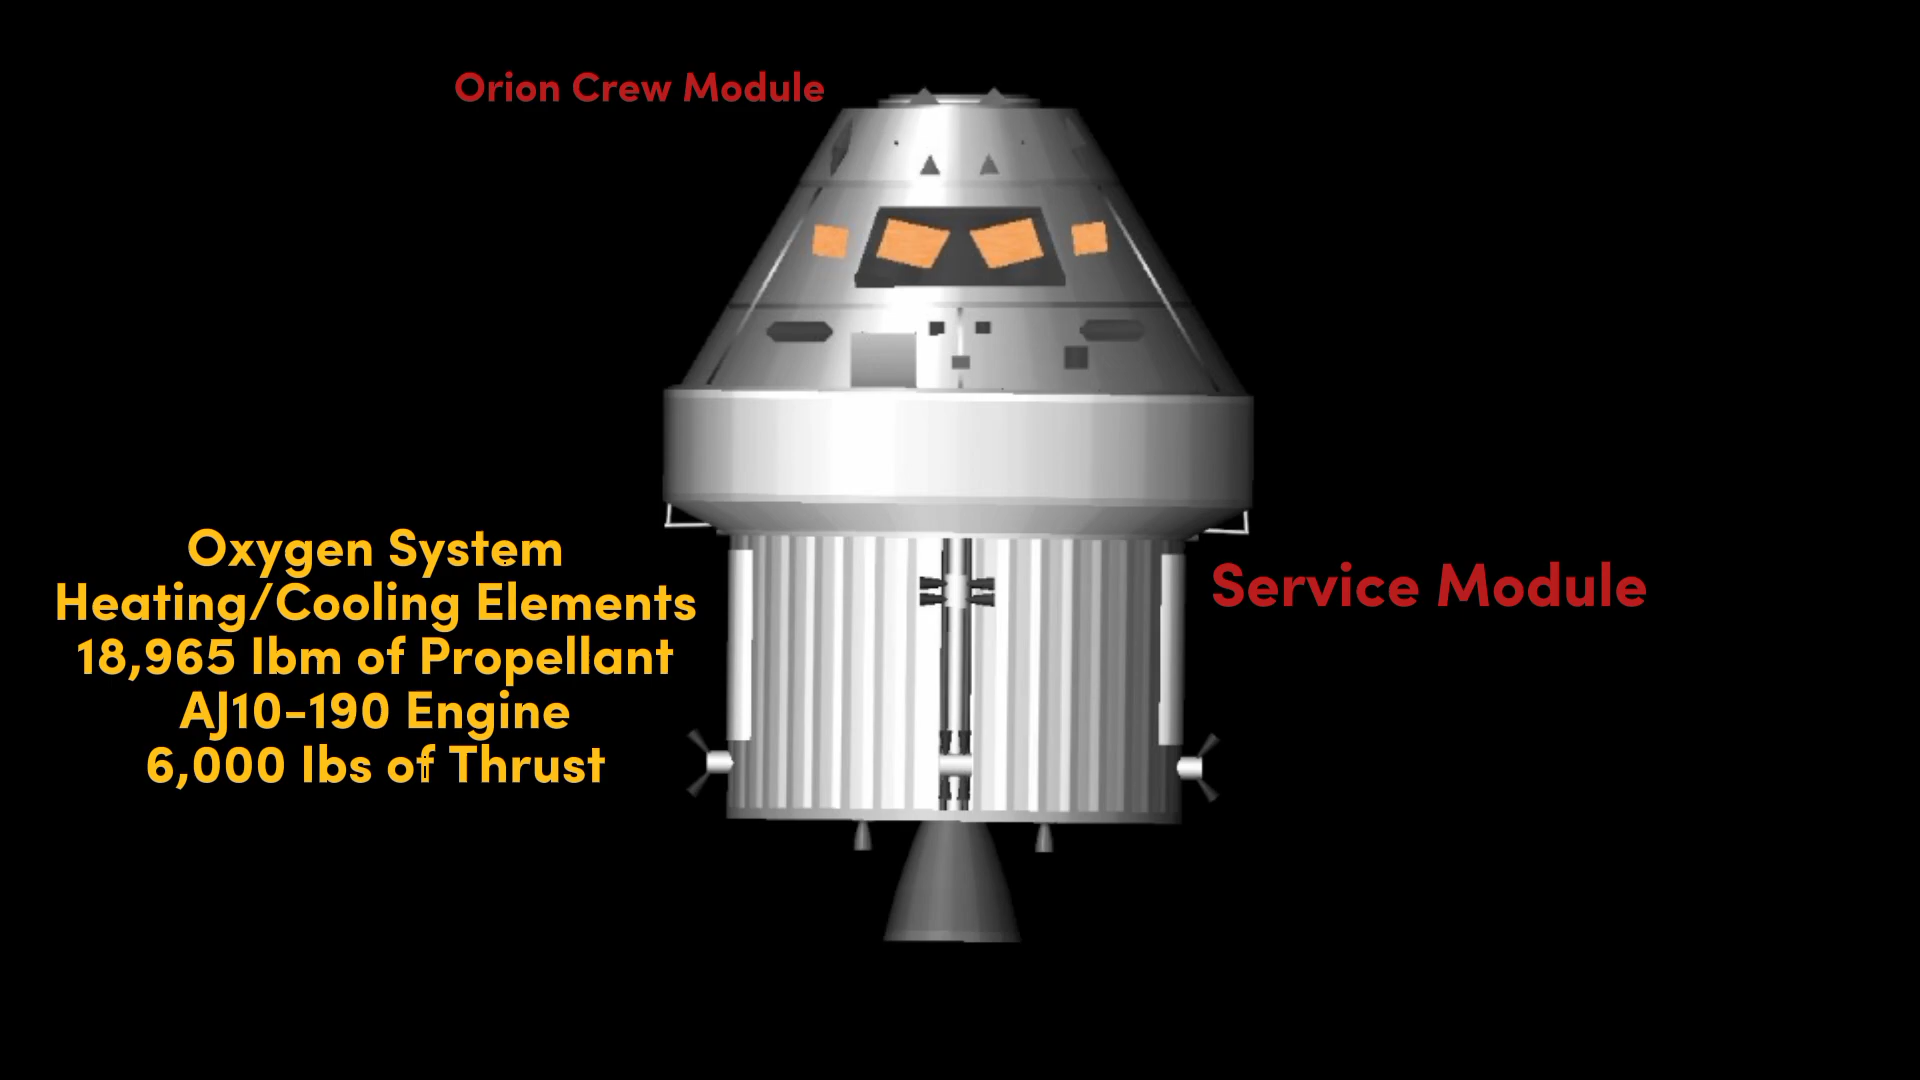 Orion Crew Module
Oxygen System
Heating/Cooling Elements
18,965 lbm of Propellant
AJ10-190 Engine
6,000 lbs of Thrust
Service Module